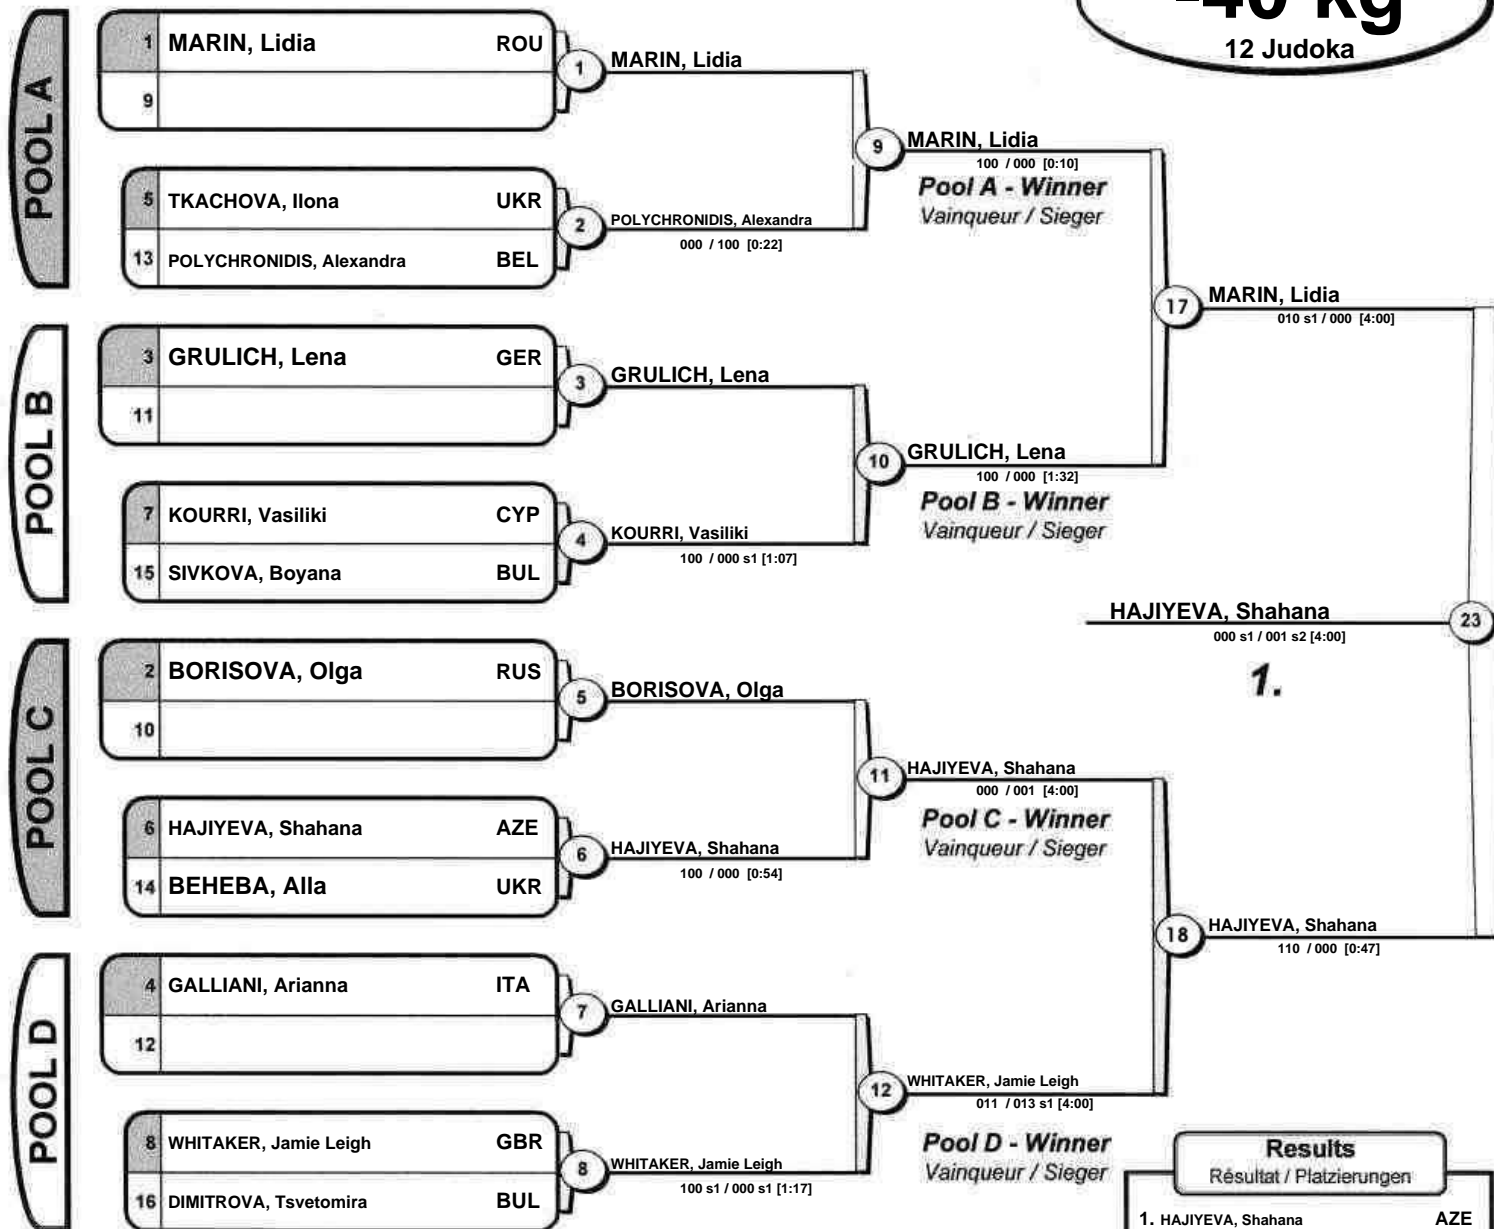 -40 kg
12 Judoka
POOL A
1 MARIN, Lidia ROU
9
5 TKACHOVA, Ilona UKR
13 POLYCHRONIDIS, Alexandra BEL
1 MARIN, Lidia
2 POLYCHRONIDIS, Alexandra
000 / 100 [0:22]
9 MARIN, Lidia
100 / 000 [0:10]
Pool A - Winner
Vainqueur / Sieger
POOL B
3 GRULICH, Lena GER
11
7 KOURRI, Vasiliki CYP
15 SIVKOVA, Boyana BUL
3 GRULICH, Lena
4 KOURRI, Vasiliki
100 / 000 s1 [1:07]
10 GRULICH, Lena
100 / 000 [1:32]
Pool B - Winner
Vainqueur / Sieger
17 MARIN, Lidia
010 s1 / 000 [4:00]
HAJIYEVA, Shahana 23
000 s1 / 001 s2 [4:00]
1.
POOL C
2 BORISOVA, Olga RUS
10
6 HAJIYEVA, Shahana AZE
14 BEHEBA, Alla UKR
5 BORISOVA, Olga
6 HAJIYEVA, Shahana
100 / 000 [0:54]
11 HAJIYEVA, Shahana
000 / 001 [4:00]
Pool C - Winner
Vainqueur / Sieger
18 HAJIYEVA, Shahana
110 / 000 [0:47]
POOL D
4 GALLIANI, Arianna ITA
12
8 WHITAKER, Jamie Leigh GBR
16 DIMITROVA, Tsvetomira BUL
7 GALLIANI, Arianna
8 WHITAKER, Jamie Leigh
100 s1 / 000 s1 [1:17]
12 WHITAKER, Jamie Leigh
011 / 013 s1 [4:00]
Pool D - Winner
Vainqueur / Sieger
Results
Résultat / Platzierungen
1. HAJIYEVA, Shahana AZE